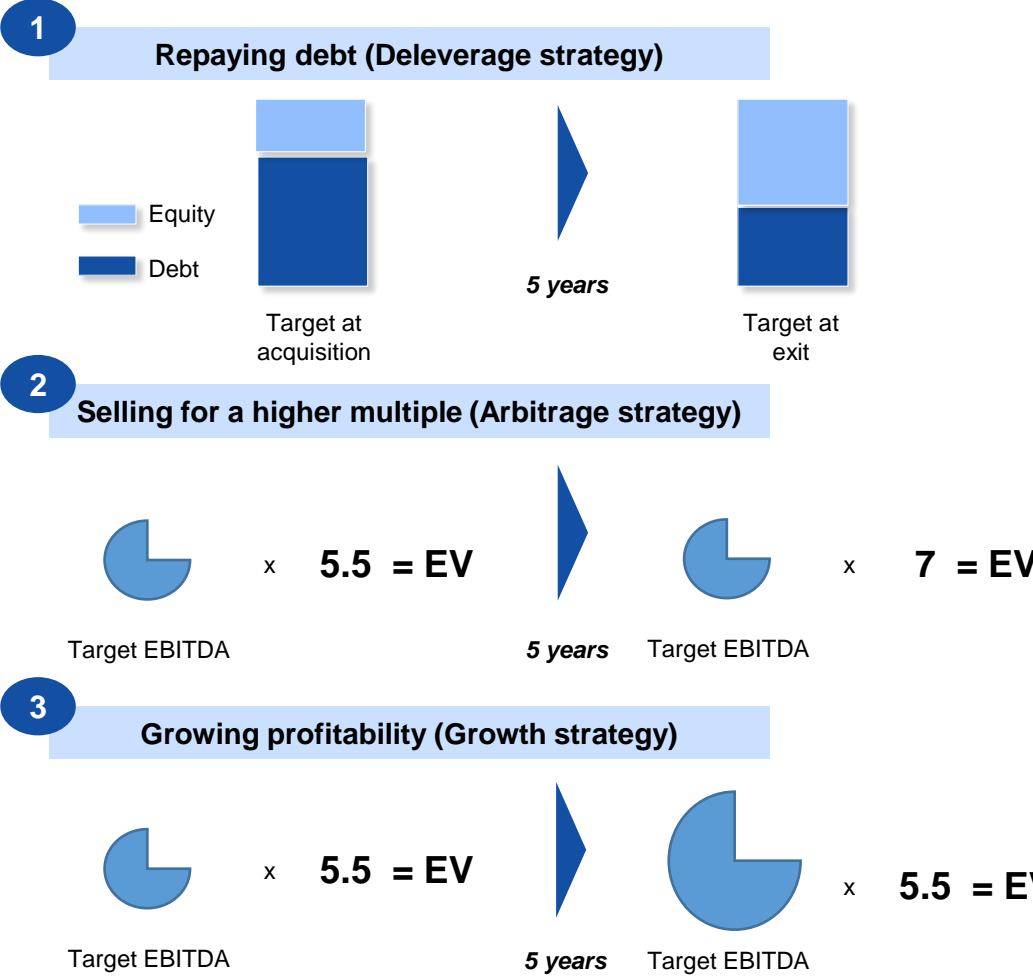 1
Repaying debt (Deleverage strategy)
Equity
Debt
5 years
Target at
acquisition
Target at
exit
2
Selling for a higher multiple (Arbitrage strategy)
x 5.5 = EV
x 7 = EV
Target EBITDA
5 years
Target EBITDA
3
Growing profitability (Growth strategy)
x 5.5 = EV
x 5.5 = EV
Target EBITDA
5 years
Target EBITDA